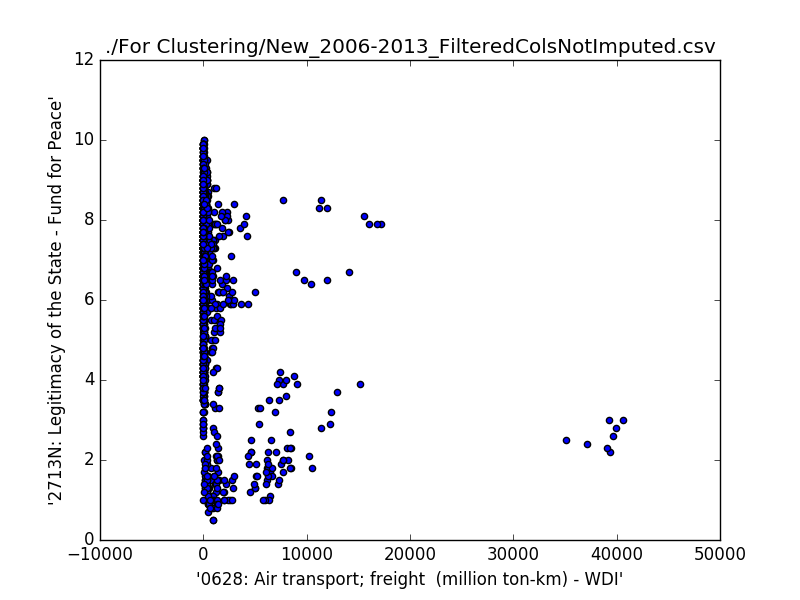 ./For Clustering/New_2006-2013_FilteredColsNotImputed.csv
12
10
8
6
4
2
0
'2713N: Legitimacy of the State - Fund for Peace'
−10000 0 10000 20000 30000 40000 50000
'0628: Air transport; freight  (million ton-km) - WDI'